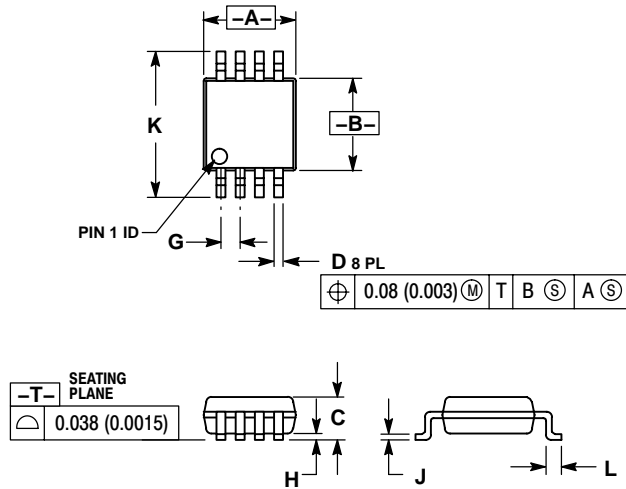 –A–
K
–B–
PIN 1 ID
G
D 8 PL
⌖ 0.08 (0.003) Ⓜ T B Ⓢ A Ⓢ
–T– SEATING
PLANE
⌓ 0.038 (0.0015)
C
H
J
L